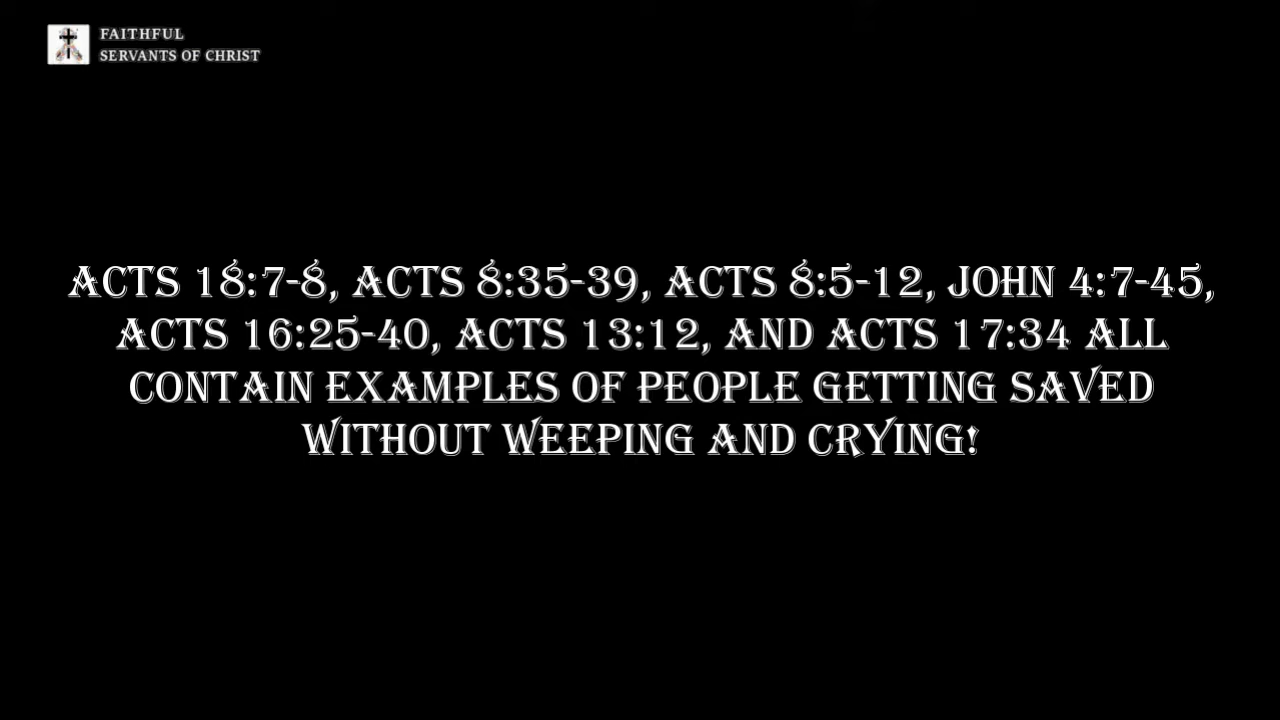 FAITHFUL
SERVANTS OF CHRIST
ACTS 18:7-8, ACTS 8:35-39, ACTS 8:5-12, JOHN 4:7-45,
ACTS 16:25-40, ACTS 13:12, AND ACTS 17:34 ALL
CONTAIN EXAMPLES OF PEOPLE GETTING SAVED
WITHOUT WEEPING AND CRYING!